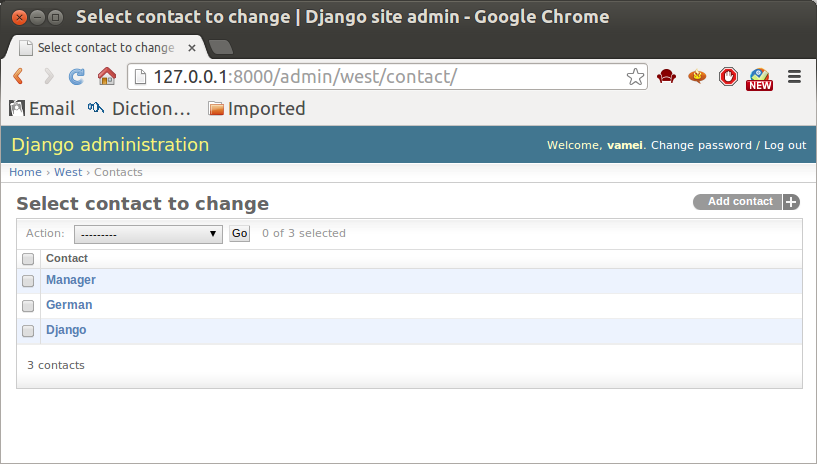 Select contact to change | Django site admin - Google Chrome
Select contact to change
127.0.0.1:8000/admin/west/contact/
NEW
Email Diction... Imported
Django administration
Welcome, vamei. Change password / Log out
Home › West › Contacts
Select contact to change
Add contact
Action: --------- Go 0 of 3 selected
Contact
Manager
German
Django
3 contacts